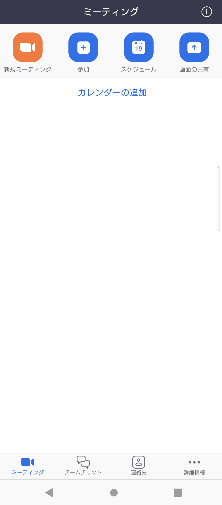 ミーティング
新規ミーティング
参加
スケジュール
19
画面の共有
カレンダーの追加
ミーティング
チームチャット
連絡先
詳細情報